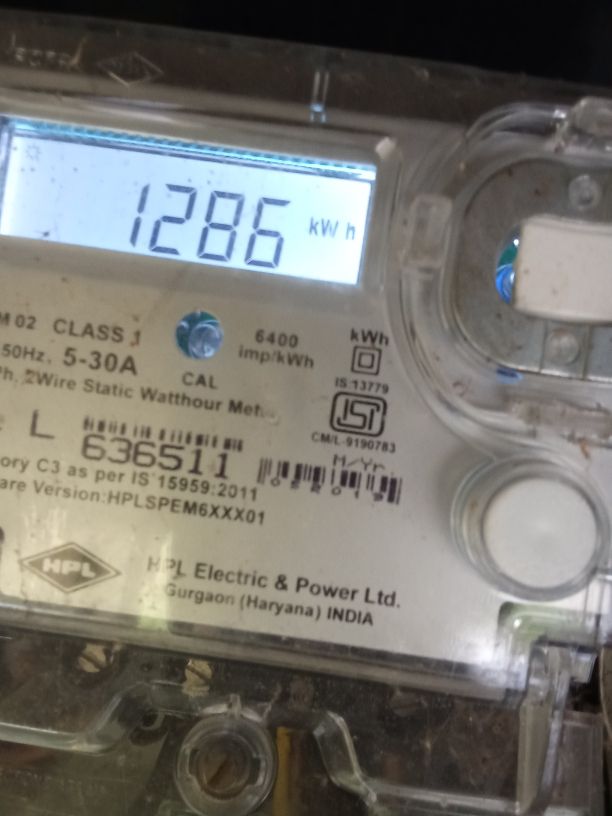 1286 kW h
M 02 CLASS 1
6400
imp/kWh
kWh
50Hz. 5-30A
CAL
IS:13779
Ph. 2Wire Static Watthour
CM/L-9190783
L 636511
M/Yr.
ory C3 as per IS 15959:2011
are Version:HPLSPEM6XXX01
HPL
HPL Electric & Power Ltd.
Gurgaon (Haryana) INDIA